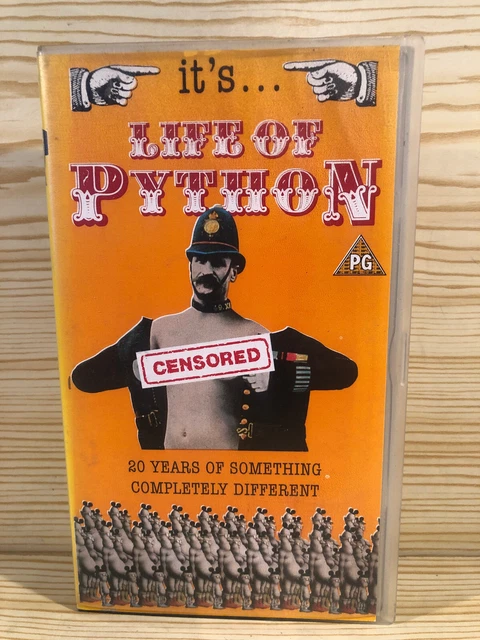 it's...
LIFE OF
PYTHON
PG
CENSORED
20 YEARS OF SOMETHING
COMPLETELY DIFFERENT